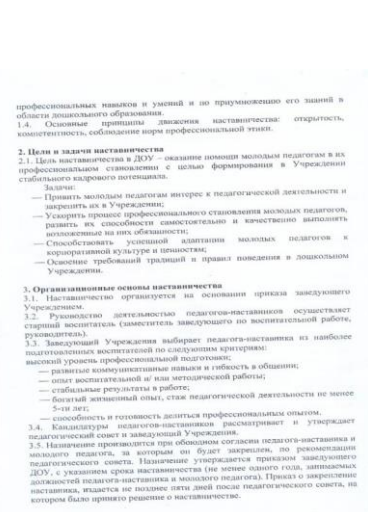 профессиональных навыков и умений и по приумножению его знаний в
области дошкольного образования.
1.4. Основные принципы движения наставничества: открытость,
компетентность, соблюдение норм профессиональной этики.
2. Цели и задачи наставничества
2.1. Цель наставничества в ДОУ – оказание помощи молодым педагогам в их
профессиональном становлении с целью формирования в Учреждении
стабильного кадрового потенциала.
Задачи:
— Привить молодым педагогам интерес к педагогической деятельности и
закрепить их в Учреждении;
— Ускорить процесс профессионального становления молодых педагогов,
развить их способности самостоятельно и качественно выполнять
возложенные на них обязанности;
— Способствовать успешной адаптации молодых педагогов к
корпоративной культуре и ценностям;
— Освоение требований традиций и правил поведения в дошкольном
Учреждении.
3. Организационные основы наставничества
3.1. Наставничество организуется на основании приказа заведующего
Учреждением.
3.2. Руководство деятельностью педагогов-наставников осуществляет
старший воспитатель (заместитель заведующего по воспитательной работе,
руководитель).
3.3. Заведующий Учреждения выбирает педагога-наставника из наиболее
подготовленных воспитателей по следующим критериям:
высокий уровень профессиональной подготовки;
— развитые коммуникативные навыки и гибкость в общении;
— опыт воспитательной и/ или методической работы;
— стабильные результаты в работе;
— богатый жизненный опыт, стаж педагогической деятельности не менее
5-ти лет;
— способность и готовность делиться профессиональным опытом.
3.4. Кандидатуры педагогов-наставников рассматривает и утверждает
педагогический совет и заведующий Учреждения.
3.5. Назначение производится при обоюдном согласии педагога-наставника и
молодого педагога, за которым он будет закреплен, по рекомендации
педагогического совета. Назначение утверждается приказом заведующего
ДОУ, с указанием срока наставничества (не менее одного года, занимаемых
должностей педагога-наставника и молодого педагога). Приказ о закреплении
наставника, издается не позднее пяти дней после педагогического совета, на
котором было принято решение о наставничестве.